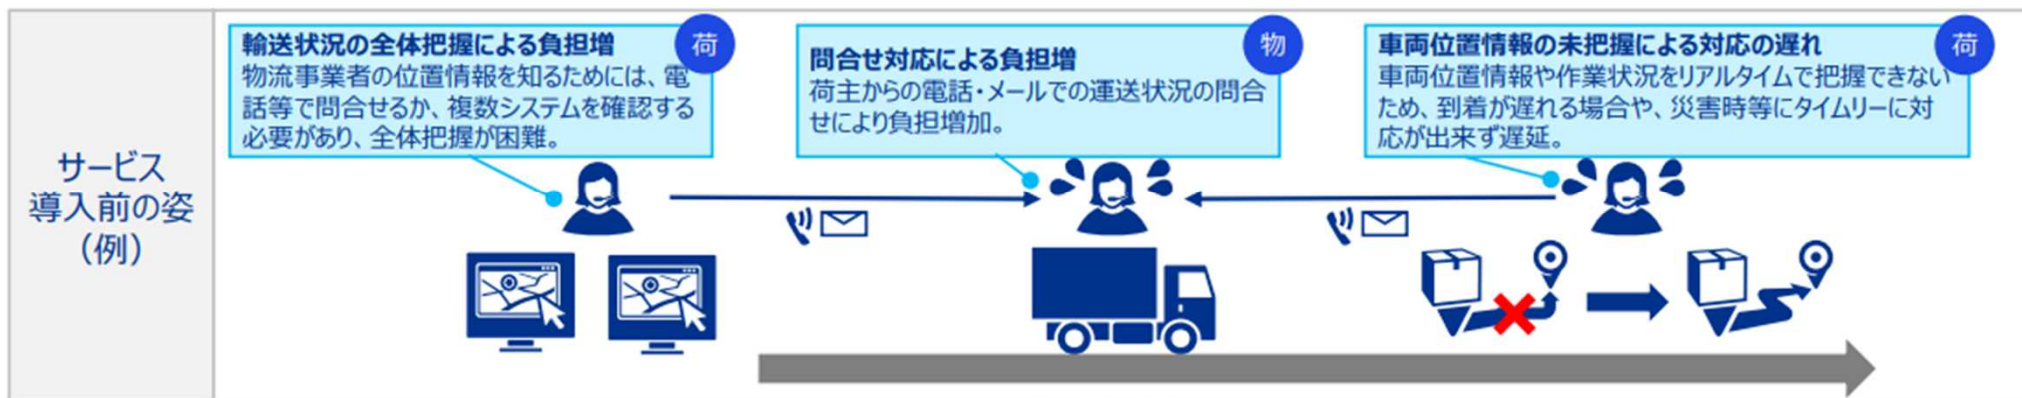 サービス
導入前の姿
（例）
輸送状況の全体把握による負担増
荷
物流事業者の位置情報を知るためには、電
話等で問合せるか、複数システムを確認する
必要があり、全体把握が困難。
問合せ対応による負担増
物
荷主からの電話・メールでの運送状況の問合
せにより負担増加。
車両位置情報の未把握による対応の遅れ
荷
車両位置情報や作業状況をリアルタイムで把握できない
ため、到着が遅れる場合や、災害時等にタイムリーに対
応が出来ず遅延。